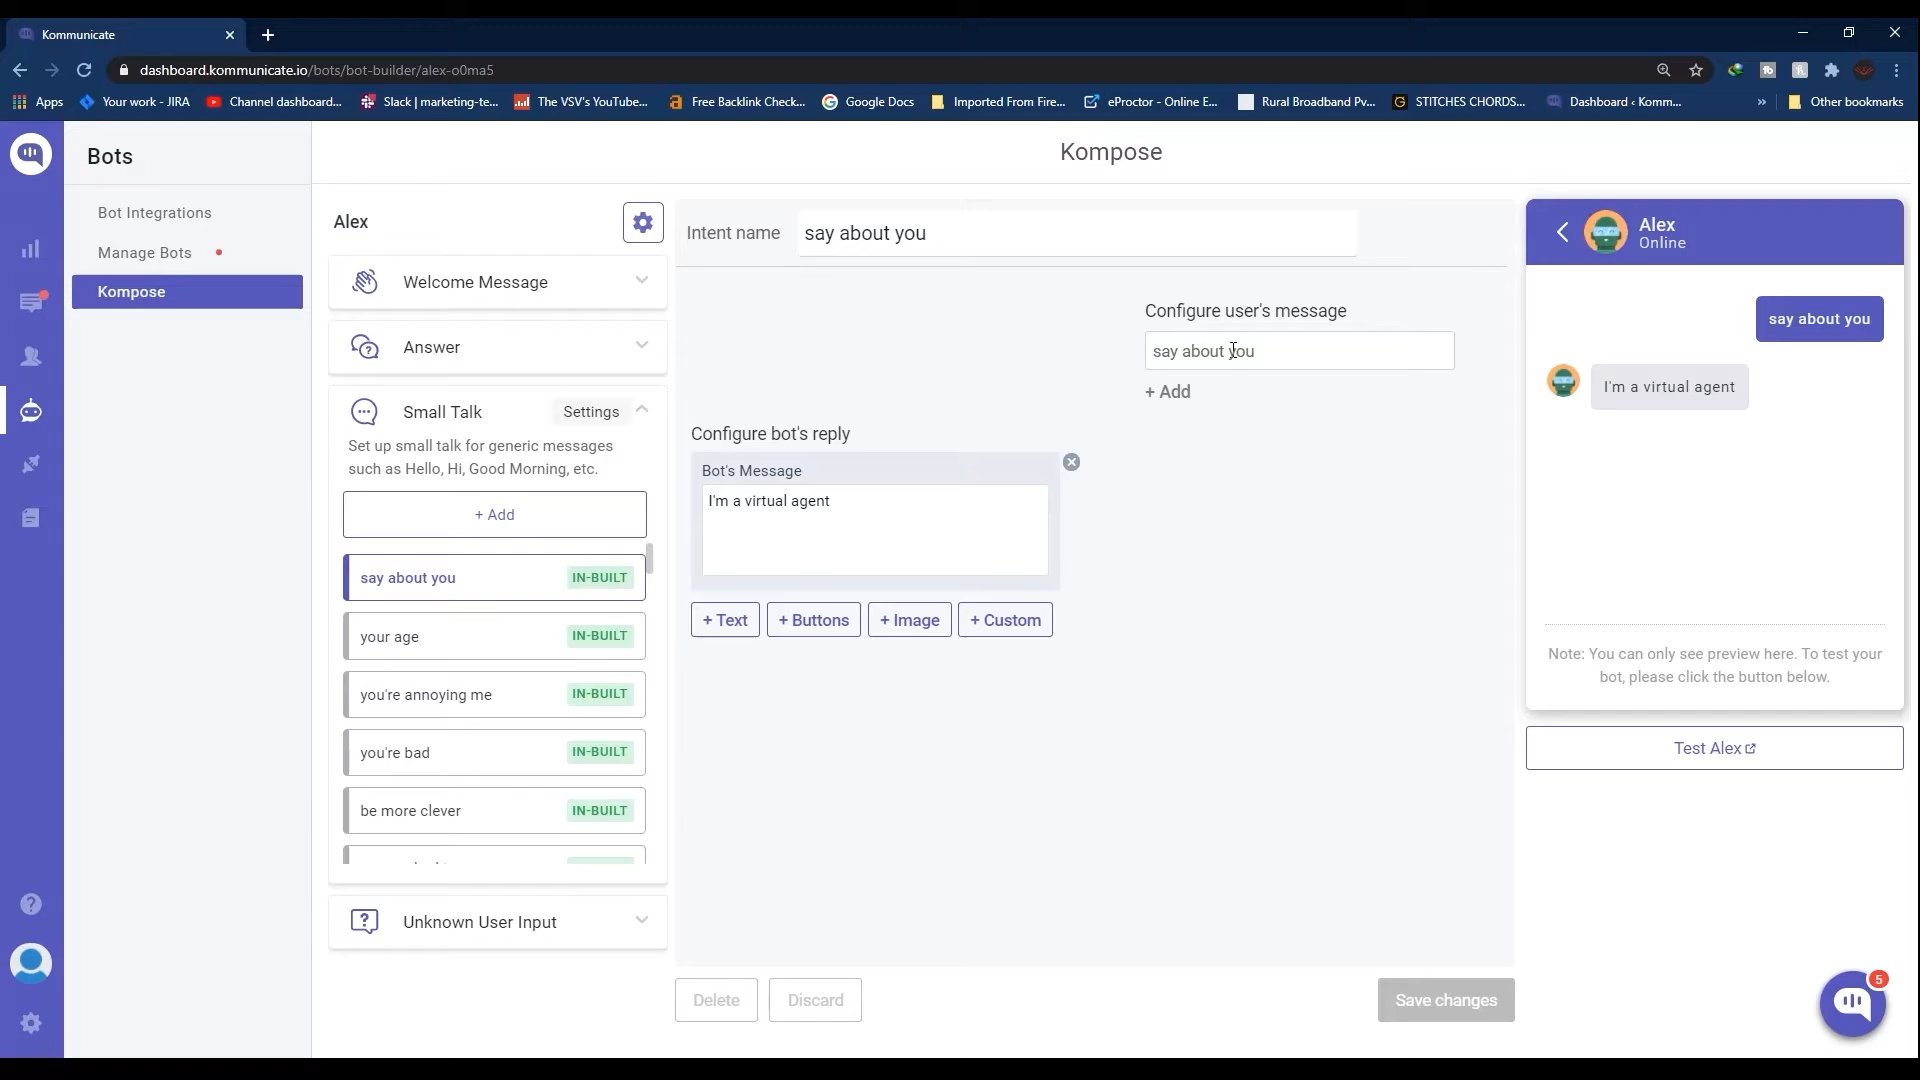 Kommunicate
dashboard.kommunicate.io/bots/bot-builder/alex-o0ma5
Apps
Your work - JIRA
Channel dashboard...
Slack | marketing-te...
The VSV's YouTube...
Free Backlink Check...
Google Docs
Imported From Fire...
eProctor - Online E...
Rural Broadband Pv...
STITCHES CHORDS...
Dashboard ‹ Komm...
»
Other bookmarks
Bots
Bot Integrations
Manage Bots
Kompose
Kompose
Alex
Welcome Message
Answer
Small Talk
Settings
Set up small talk for generic messages
such as Hello, Hi, Good Morning, etc.
+ Add
say about you IN-BUILT
your age IN-BUILT
you're annoying me IN-BUILT
you're bad IN-BUILT
be more clever IN-BUILT
Unknown User Input
Intent name say about you
Configure user's message
say about you
+ Add
Configure bot's reply
Bot's Message
I'm a virtual agent
+ Text + Buttons + Image + Custom
Delete Discard Save changes
Alex
Online
say about you
I'm a virtual agent
Note: You can only see preview here. To test your
bot, please click the button below.
Test Alex
5